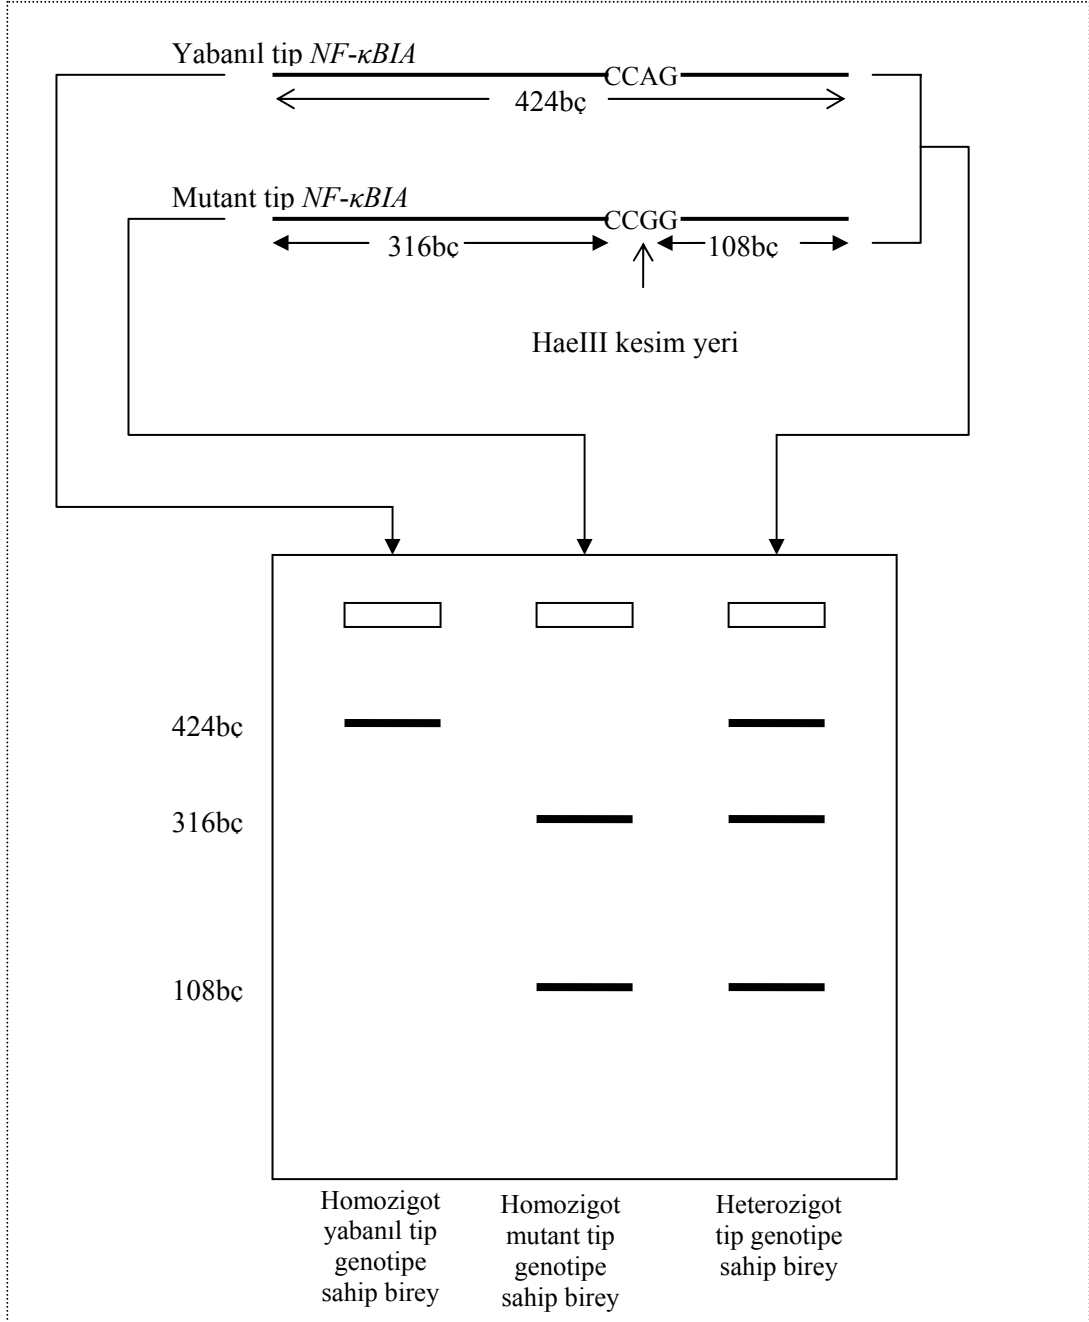 Yabanıl tip NF-κBIA
CCAG
424bç
Mutant tip NF-κBIA
CCGG
316bç
108bç
HaeIII kesim yeri
424bç
316bç
108bç
Homozigot
yabanıl tip
genotipe
sahip birey
Homozigot
mutant tip
genotipe
sahip birey
Heterozigot
tip genotipe
sahip birey